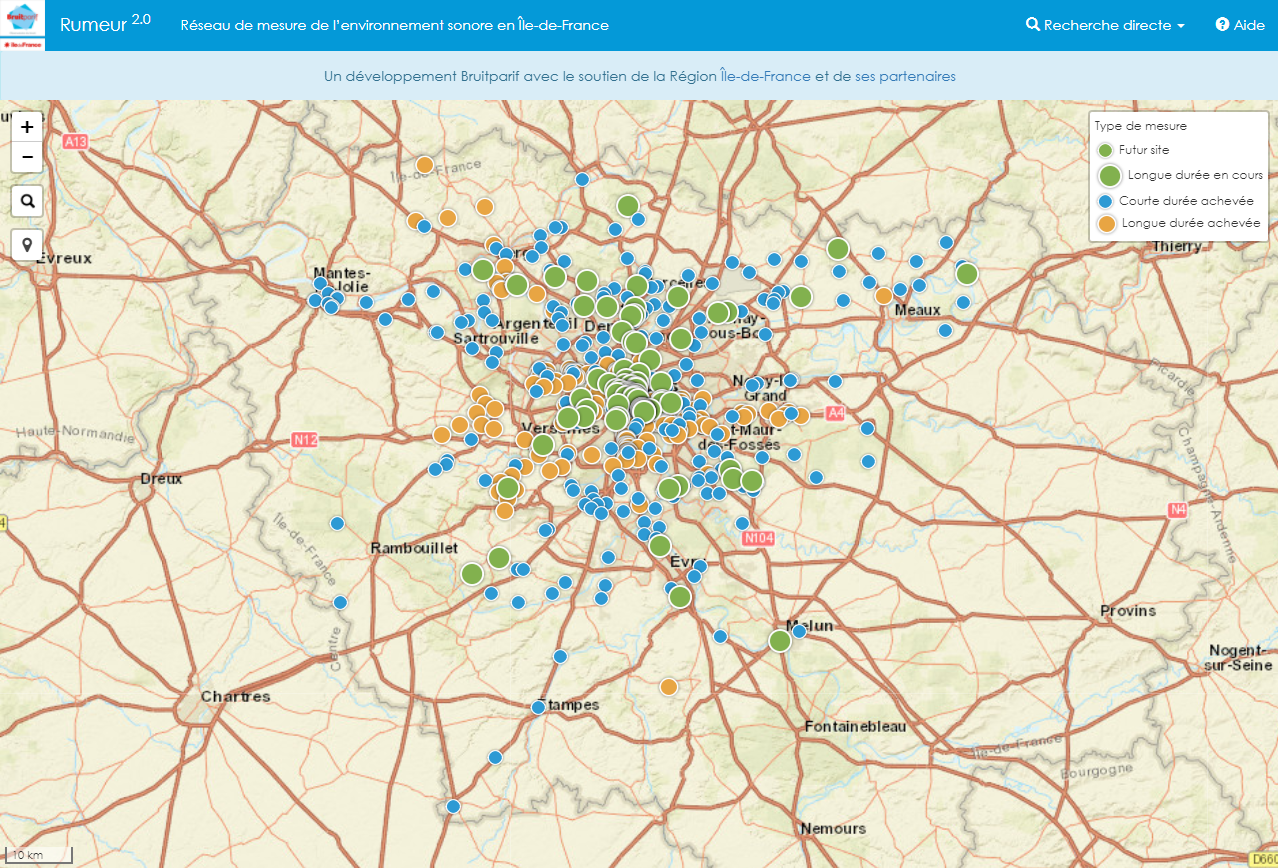 Bruitparif
île de France
Rumeur 2.0
Réseau de mesure de l'environnement sonore en Île-de-France
Recherche directe
Aide
Un développement Bruitparif avec le soutien de la Région Île-de-France et de ses partenaires
+
−
Type de mesure
Futur site
Longue durée en cours
Courte durée achevée
Longue durée achevée
A13
Île-de-France
Évreux
Thierry
Mantes-
Jolie
Meaux
Argenteuil
Sartrouville
Picardie
Grand
A4
Versailles
Haute-Normandie
N12
t-Maur-
des-Fosses
Champagne-Ardenne
Dreux
N4
Île-de-France
N104
Rambouillet
Évry
Provins
Melun
Centre
Nogent-
sur-Seine
Chartres
Étampes
Fontainebleau
Île-de-France
Bourgogne
Nemours
10 km
D660